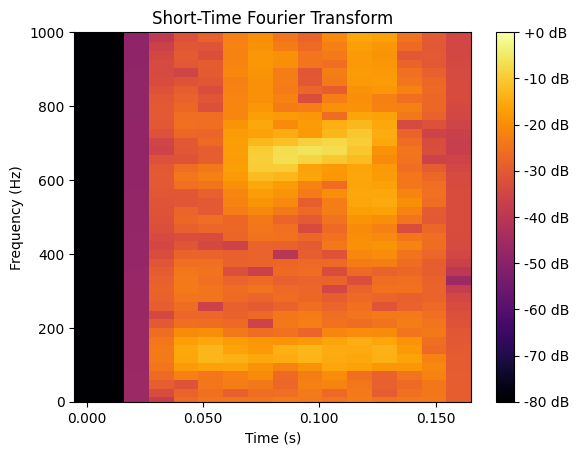 Short-Time Fourier Transform
1000
800
600
400
200
0
Frequency (Hz)
0.000
0.050
0.100
0.150
Time (s)
+0 dB
-10 dB
-20 dB
-30 dB
-40 dB
-50 dB
-60 dB
-70 dB
-80 dB